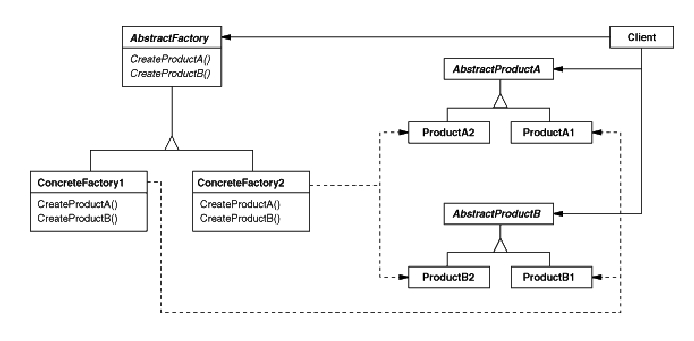 AbstractFactory
CreateProductA()
CreateProductB()
Client
AbstractProductA
ProductA2
ProductA1
ConcreteFactory1
CreateProductA()
CreateProductB()
ConcreteFactory2
CreateProductA()
CreateProductB()
AbstractProductB
ProductB2
ProductB1